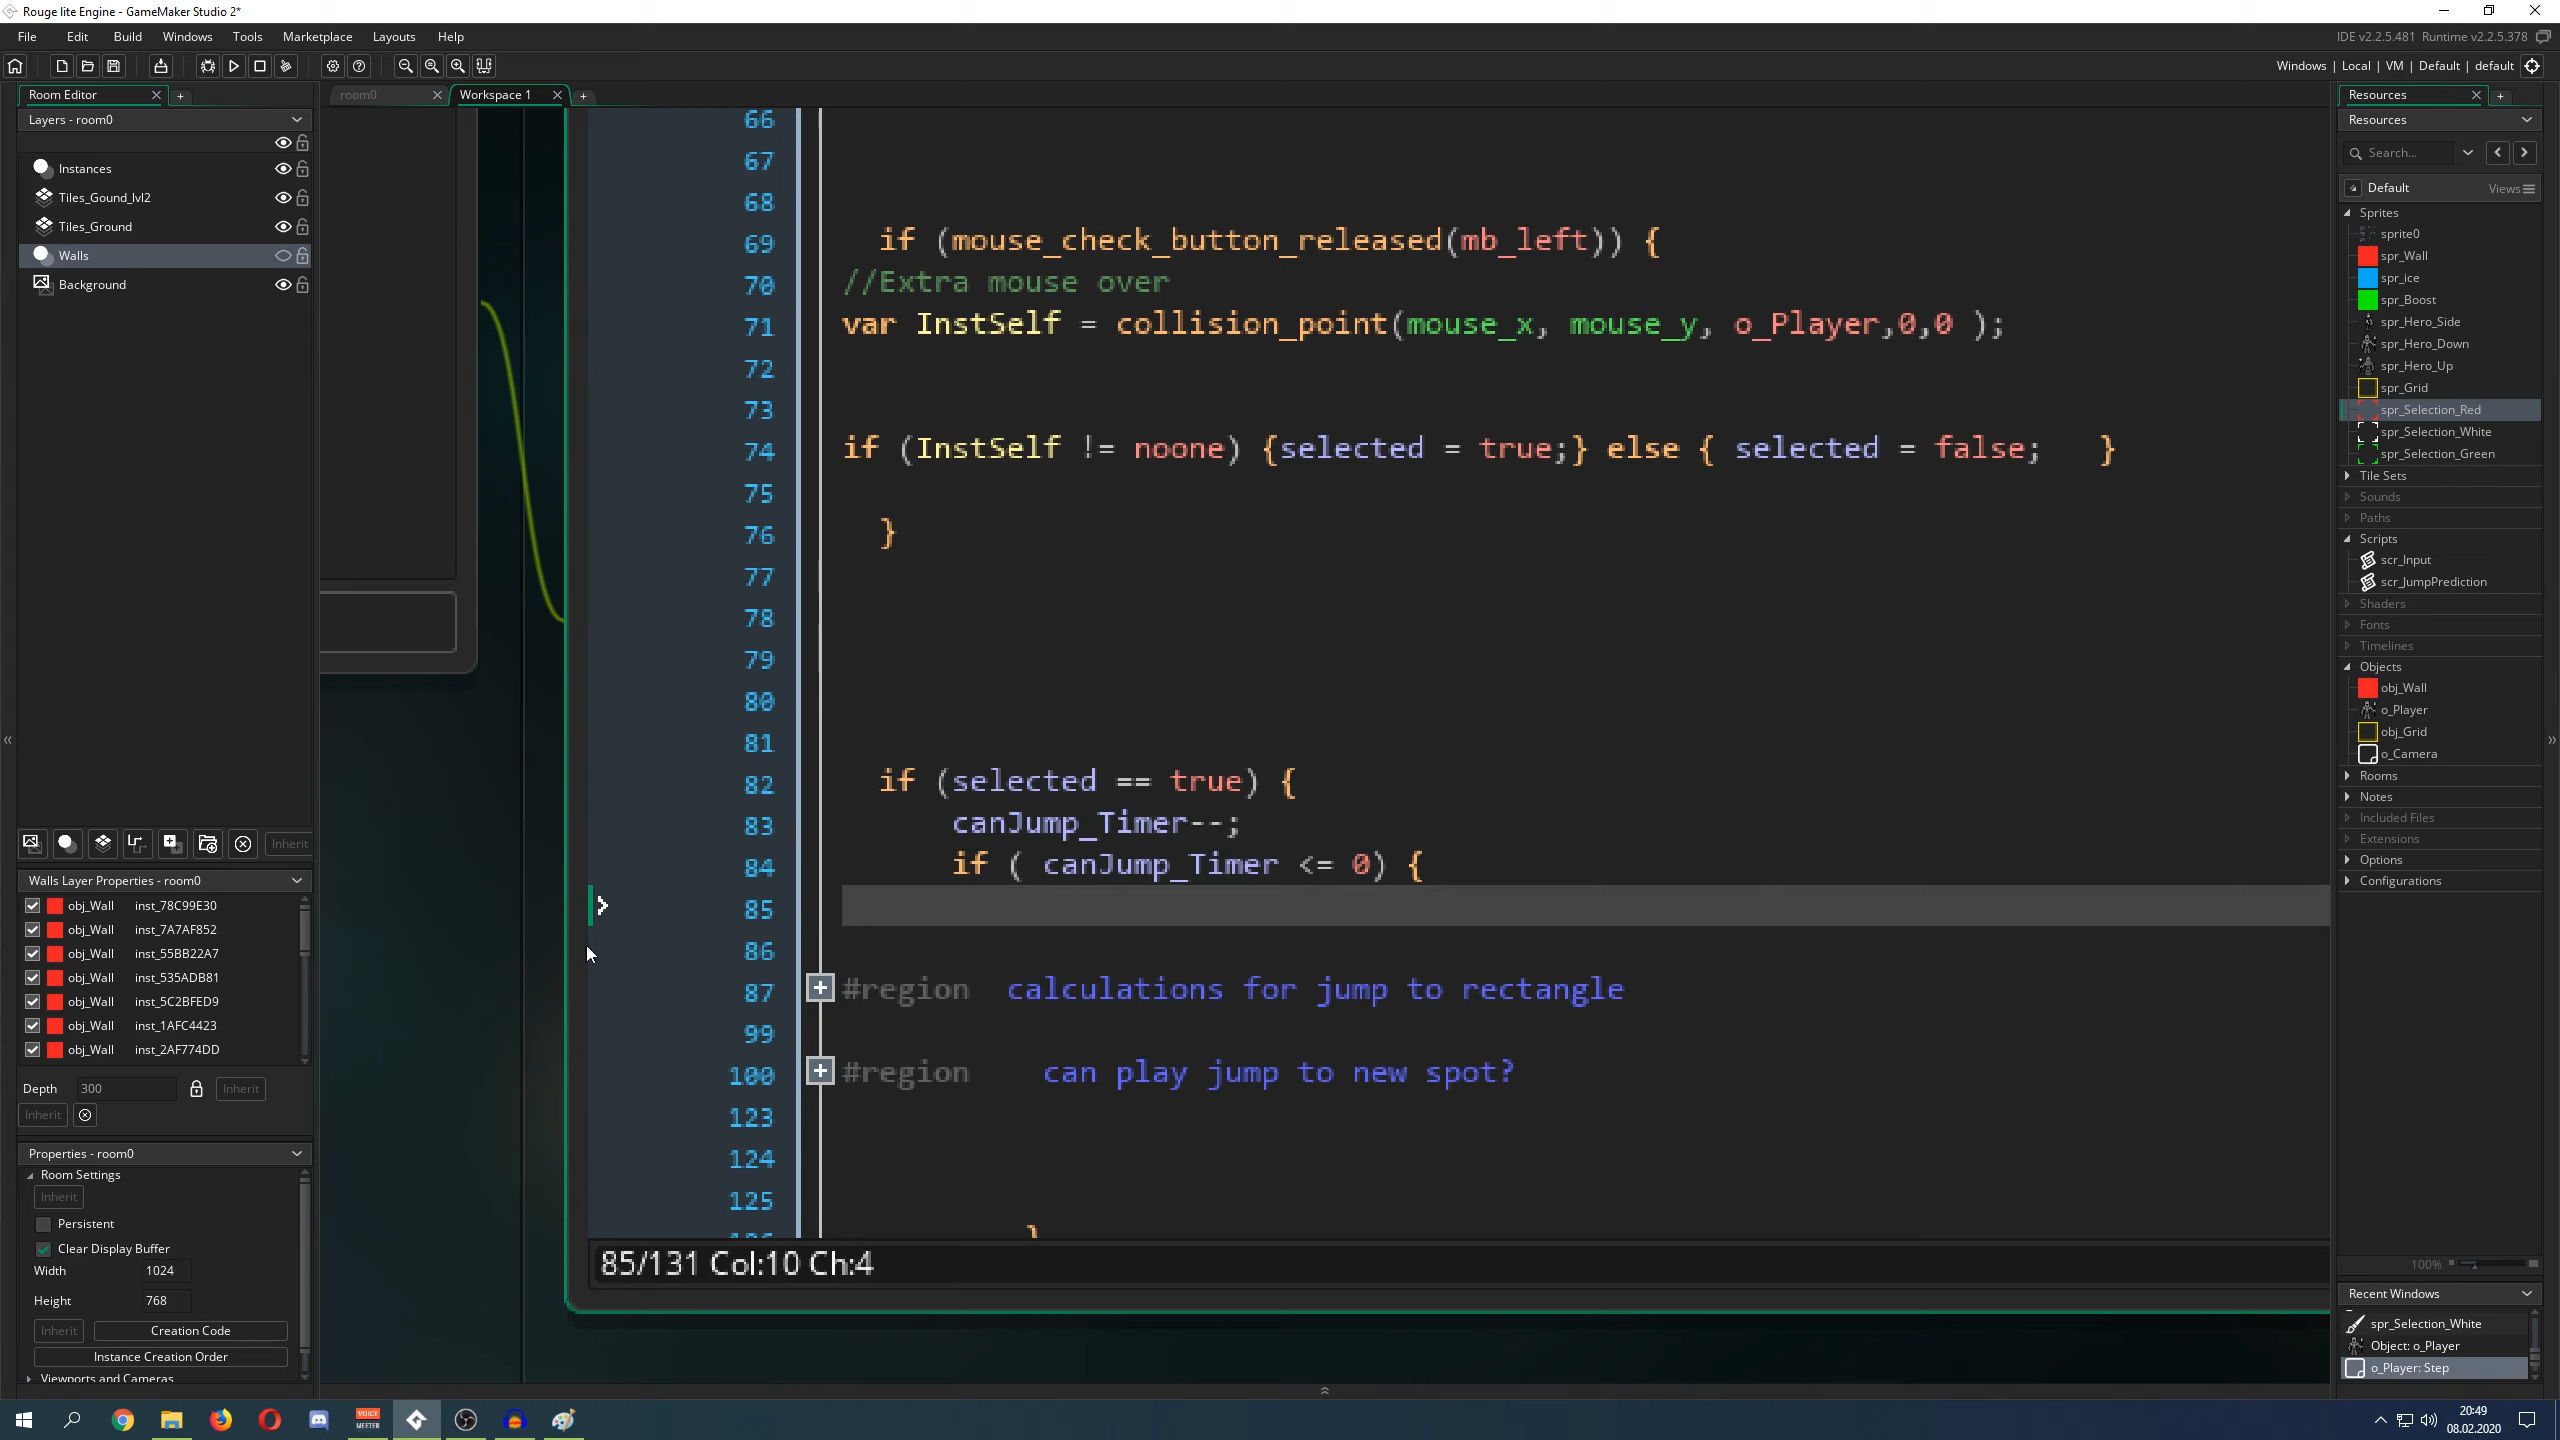 Rouge lite Engine - GameMaker Studio 2*
File Edit Build Windows Tools Marketplace Layouts Help
IDE v2.2.5.481 Runtime v2.2.5.378
Windows | Local | VM | Default | default
Room Editor
Layers - room0
Instances
Tiles_Gound_lvl2
Tiles_Ground
Walls
Background
Inherit
Walls Layer Properties - room0
obj_Wall inst_78C99E30
obj_Wall inst_7A7AF852
obj_Wall inst_55BB22A7
obj_Wall inst_535ADB81
obj_Wall inst_5C2BFED9
obj_Wall inst_1AFC4423
obj_Wall inst_2AF774DD
Depth 300 Inherit
Inherit
Properties - room0
Room Settings
Inherit
Persistent
Clear Display Buffer
Width 1024
Height 768
Inherit Creation Code
Instance Creation Order
Viewports and Cameras
room0
Workspace 1
66
67
68
69 if (mouse_check_button_released(mb_left)) {
70 //Extra mouse over
71 var InstSelf = collision_point(mouse_x, mouse_y, o_Player,0,0 );
72
73
74 if (InstSelf != noone) {selected = true;} else { selected = false; }
75
76 }
77
78
79
80
81
82 if (selected == true) {
83 canJump_Timer--;
84 if ( canJump_Timer <= 0) {
85
86
87 #region calculations for jump to rectangle
99
100 #region can play jump to new spot?
123
124
125
}
85/131 Col:10 Ch:4
Resources
Resources
Search...
Default Views
Sprites
sprite0
spr_Wall
spr_ice
spr_Boost
spr_Hero_Side
spr_Hero_Down
spr_Hero_Up
spr_Grid
spr_Selection_Red
spr_Selection_White
spr_Selection_Green
Tile Sets
Sounds
Paths
Scripts
scr_Input
scr_JumpPrediction
Shaders
Fonts
Timelines
Objects
obj_Wall
o_Player
obj_Grid
o_Camera
Rooms
Notes
Included Files
Extensions
Options
Configurations
100%
Recent Windows
spr_Selection_White
Object: o_Player
o_Player: Step
VOICE
MEETER
20:49
08.02.2020